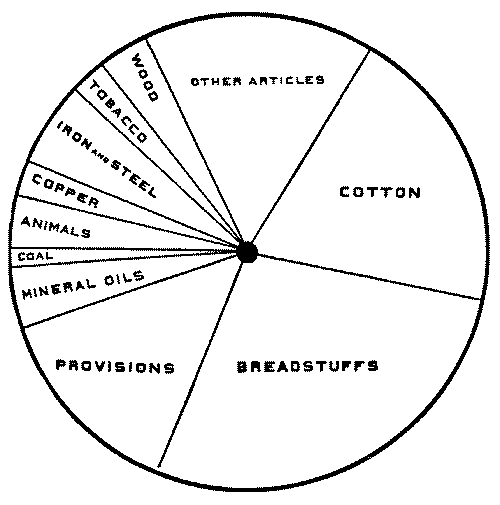 WOOD
OTHER ARTICLES
TOBACCO
IRON AND STEEL
COPPER
COTTON
ANIMALS
COAL
MINERAL OILS
PROVISIONS
BREADSTUFFS